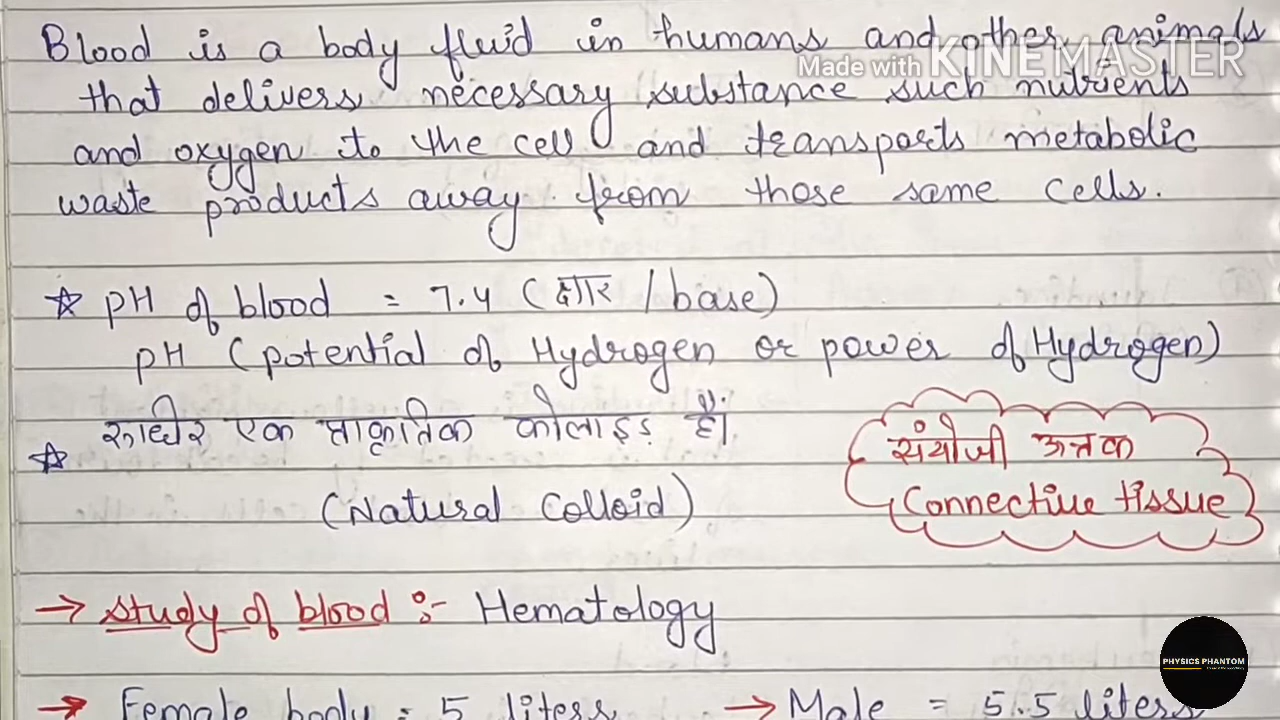 Blood is a body fluid in humans and other animals
Made with KINEMASTER
that delivers necessary substance such nutrients
and oxygen to the cell and transports metabolic
waste products away from those same cells.
☆ pH of blood = 7.4 (क्षार / base)
pH (potential of Hydrogen or power of Hydrogen)
☆ रूधीर एक प्राकृतिक कोलाइड है।
(Natural Colloid)
संयोजी ऊत्तक
Connective tissue
→ Study of blood :- Hematology
PHYSICS PHANTOM
→ Female body = 5 liters → Male = 5.5 liters